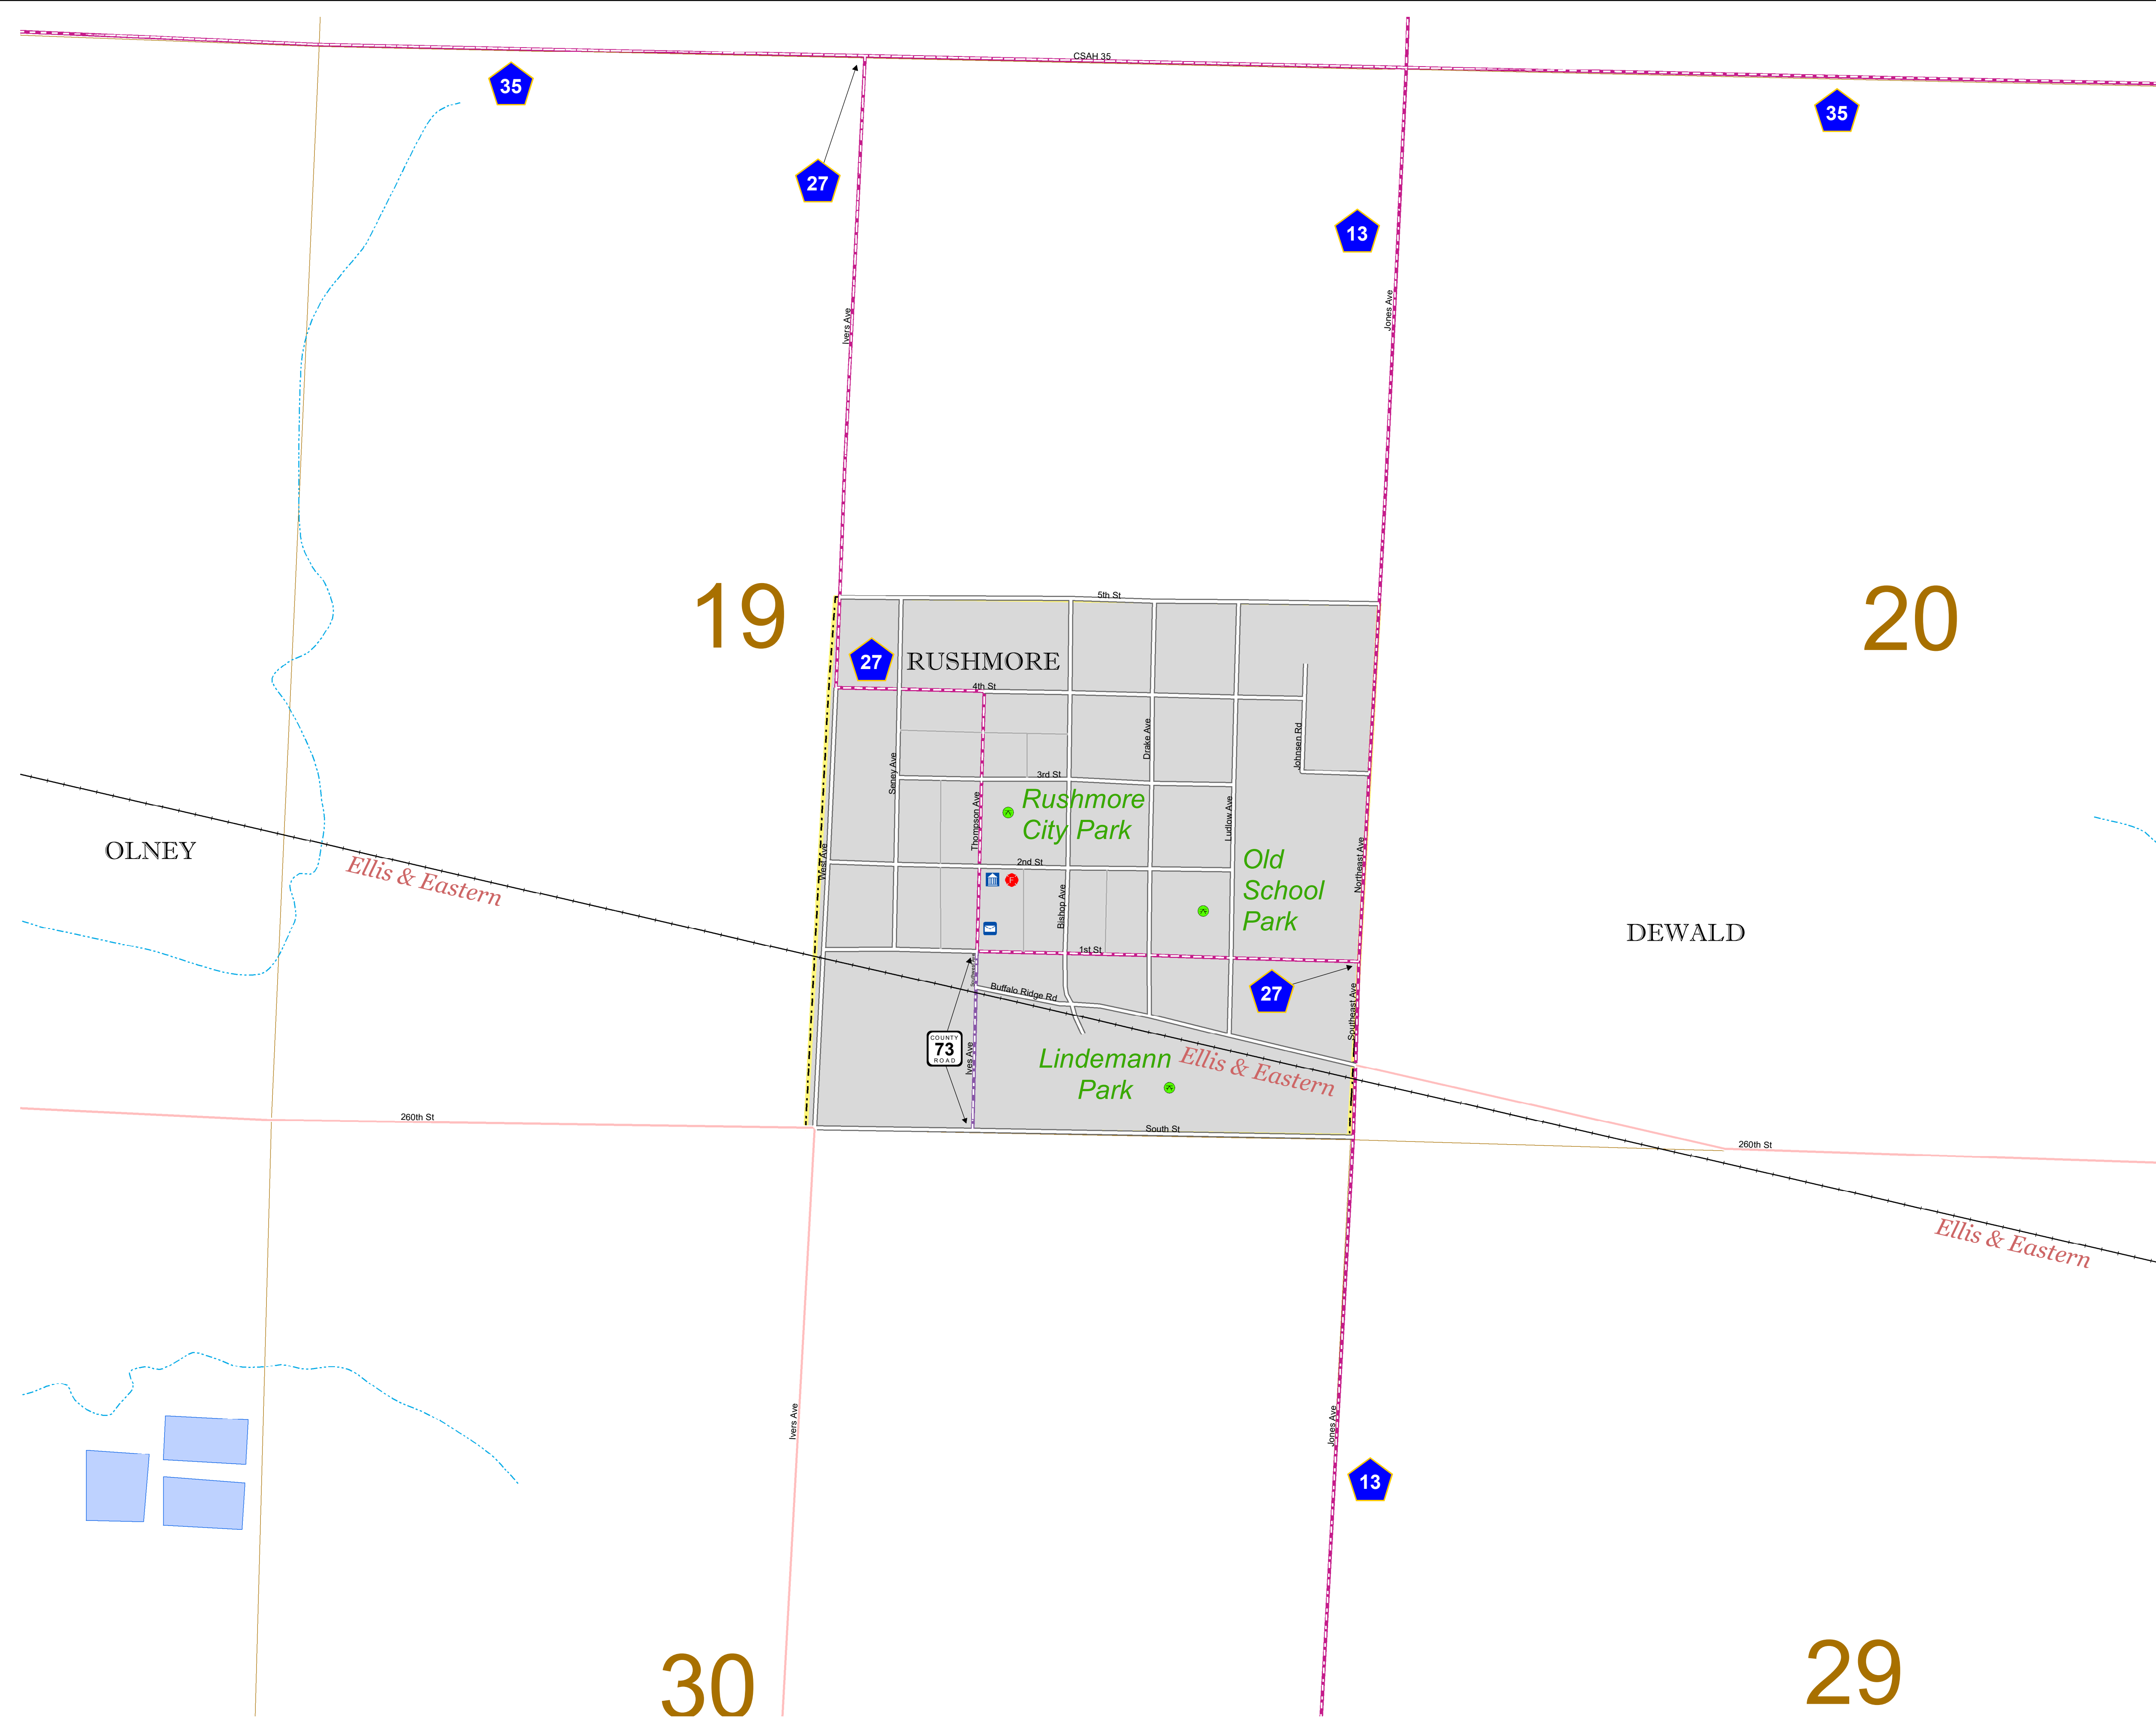 CSAH 35
35
35
27
13
Ivers Ave
Jones Ave
19
20
5th St
27
RUSHMORE
4th St
Drake Ave
Johnsen Rd
Seney Ave
3rd St
Rushmore
City Park
Thompson Ave
Ludlow Ave
OLNEY
Ellis & Eastern
West Ave
2nd St
Old
School
Park
Northeast Ave
F
Bishop Ave
DEWALD
1st St
Buffalo Ridge Rd
27
Southeast Ave
COUNTY
73
ROAD
Ives Ave
Lindemann
Park
Ellis & Eastern
260th St
South St
260th St
Ellis & Eastern
Ivers Ave
Jones Ave
13
30
29